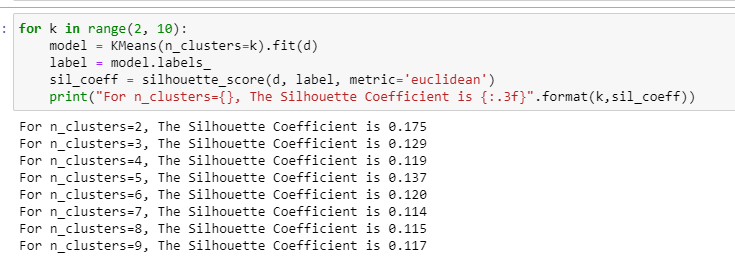 : for k in range(2, 10):
    model = KMeans(n_clusters=k).fit(d)
    label = model.labels_
    sil_coeff = silhouette_score(d, label, metric='euclidean')
    print("For n_clusters={}, The Silhouette Coefficient is {:.3f}".format(k,sil_coeff))
For n_clusters=2, The Silhouette Coefficient is 0.175
For n_clusters=3, The Silhouette Coefficient is 0.129
For n_clusters=4, The Silhouette Coefficient is 0.119
For n_clusters=5, The Silhouette Coefficient is 0.137
For n_clusters=6, The Silhouette Coefficient is 0.120
For n_clusters=7, The Silhouette Coefficient is 0.114
For n_clusters=8, The Silhouette Coefficient is 0.115
For n_clusters=9, The Silhouette Coefficient is 0.117